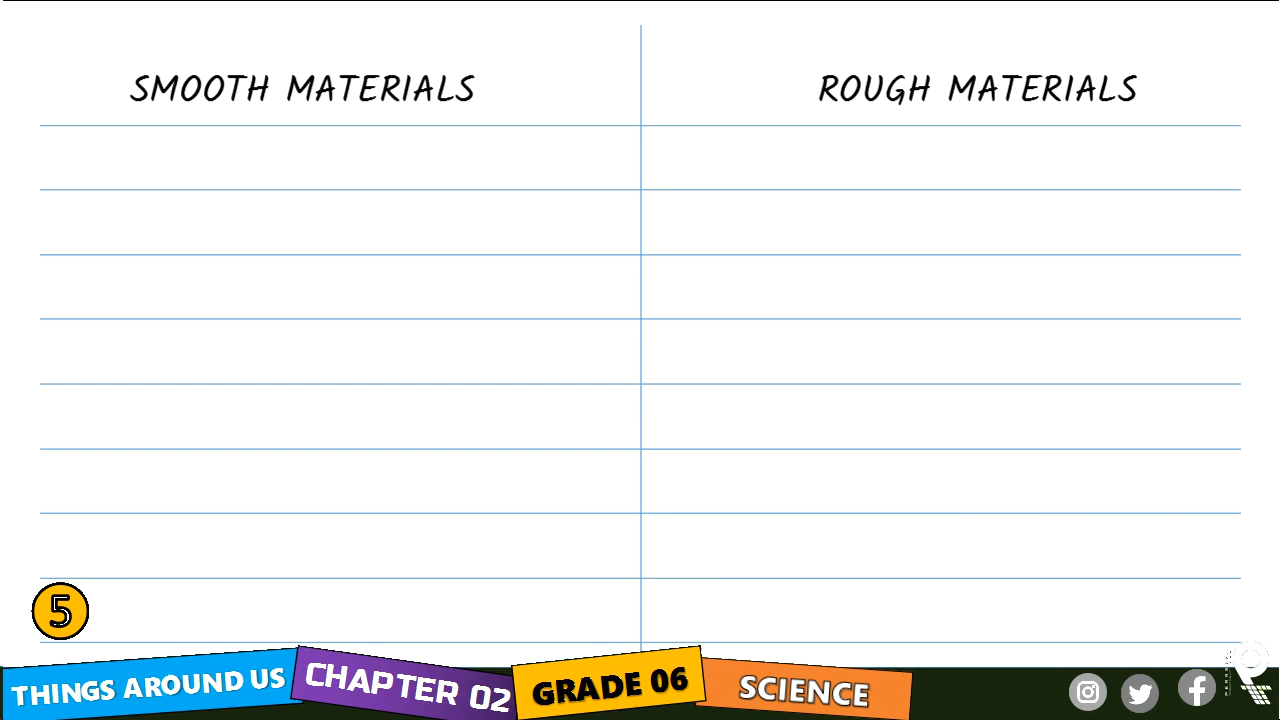 SMOOTH MATERIALS
ROUGH MATERIALS
5
THINGS AROUND US
CHAPTER 02
GRADE 06
SCIENCE